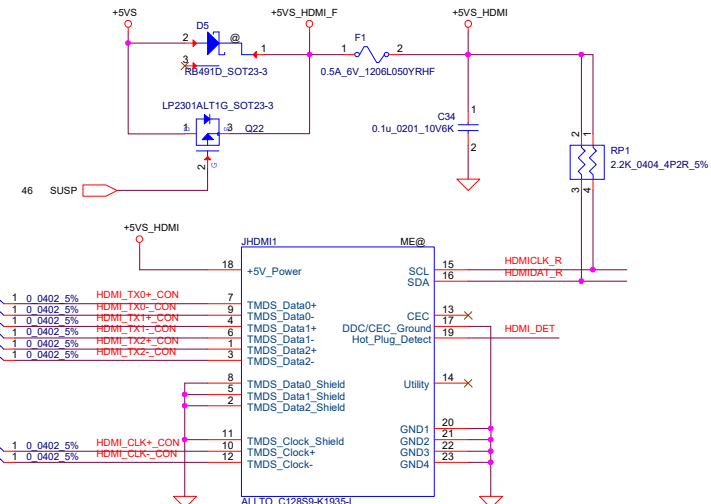 +5VS
+5VS_HDMI_F
+5VS_HDMI
D5
2
@
1
3
RB491D_SOT23-3
F1
1
2
0.5A_6V_1206L050YRHF
LP2301ALT1G_SOT23-3
1
3
Q22
2
G
46
SUSP
C34
0.1u_0201_10V6K
1
2
2
1
RP1
2.2K_0404_4P2R_5%
3
4
+5VS_HDMI
JHDMI1
ME@
18
+5V_Power
SCL
15
HDMICLK_R
SDA
16
HDMIDAT_R
1
0_0402_5%
HDMI_TX0+_CON
7
TMDS_Data0+
1
0_0402_5%
HDMI_TX0-_CON
9
TMDS_Data0-
1
0_0402_5%
HDMI_TX1+_CON
4
TMDS_Data1+
1
0_0402_5%
HDMI_TX1-_CON
6
TMDS_Data1-
1
0_0402_5%
HDMI_TX2+_CON
1
TMDS_Data2+
1
0_0402_5%
HDMI_TX2-_CON
3
TMDS_Data2-
CEC
13
DDC/CEC_Ground
17
Hot_Plug_Detect
19
HDMI_DET
8
TMDS_Data0_Shield
5
TMDS_Data1_Shield
2
TMDS_Data2_Shield
Utility
14
11
TMDS_Clock_Shield
1
0_0402_5%
HDMI_CLK+_CON
10
TMDS_Clock+
1
0_0402_5%
HDMI_CLK-_CON
12
TMDS_Clock-
GND1
20
GND2
21
GND3
22
GND4
23
ALLTO_C128S9-K1935-L